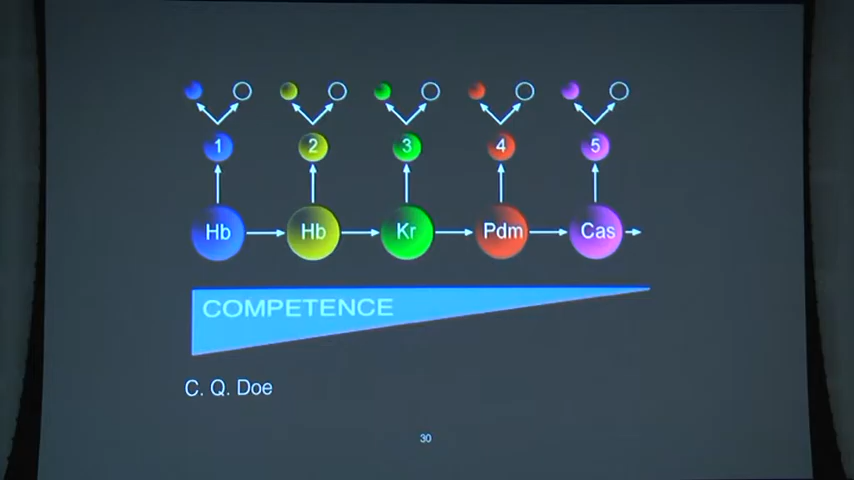 1 2 3 4 5
Hb Hb Kr Pdm Cas
COMPETENCE
C. Q. Doe
30